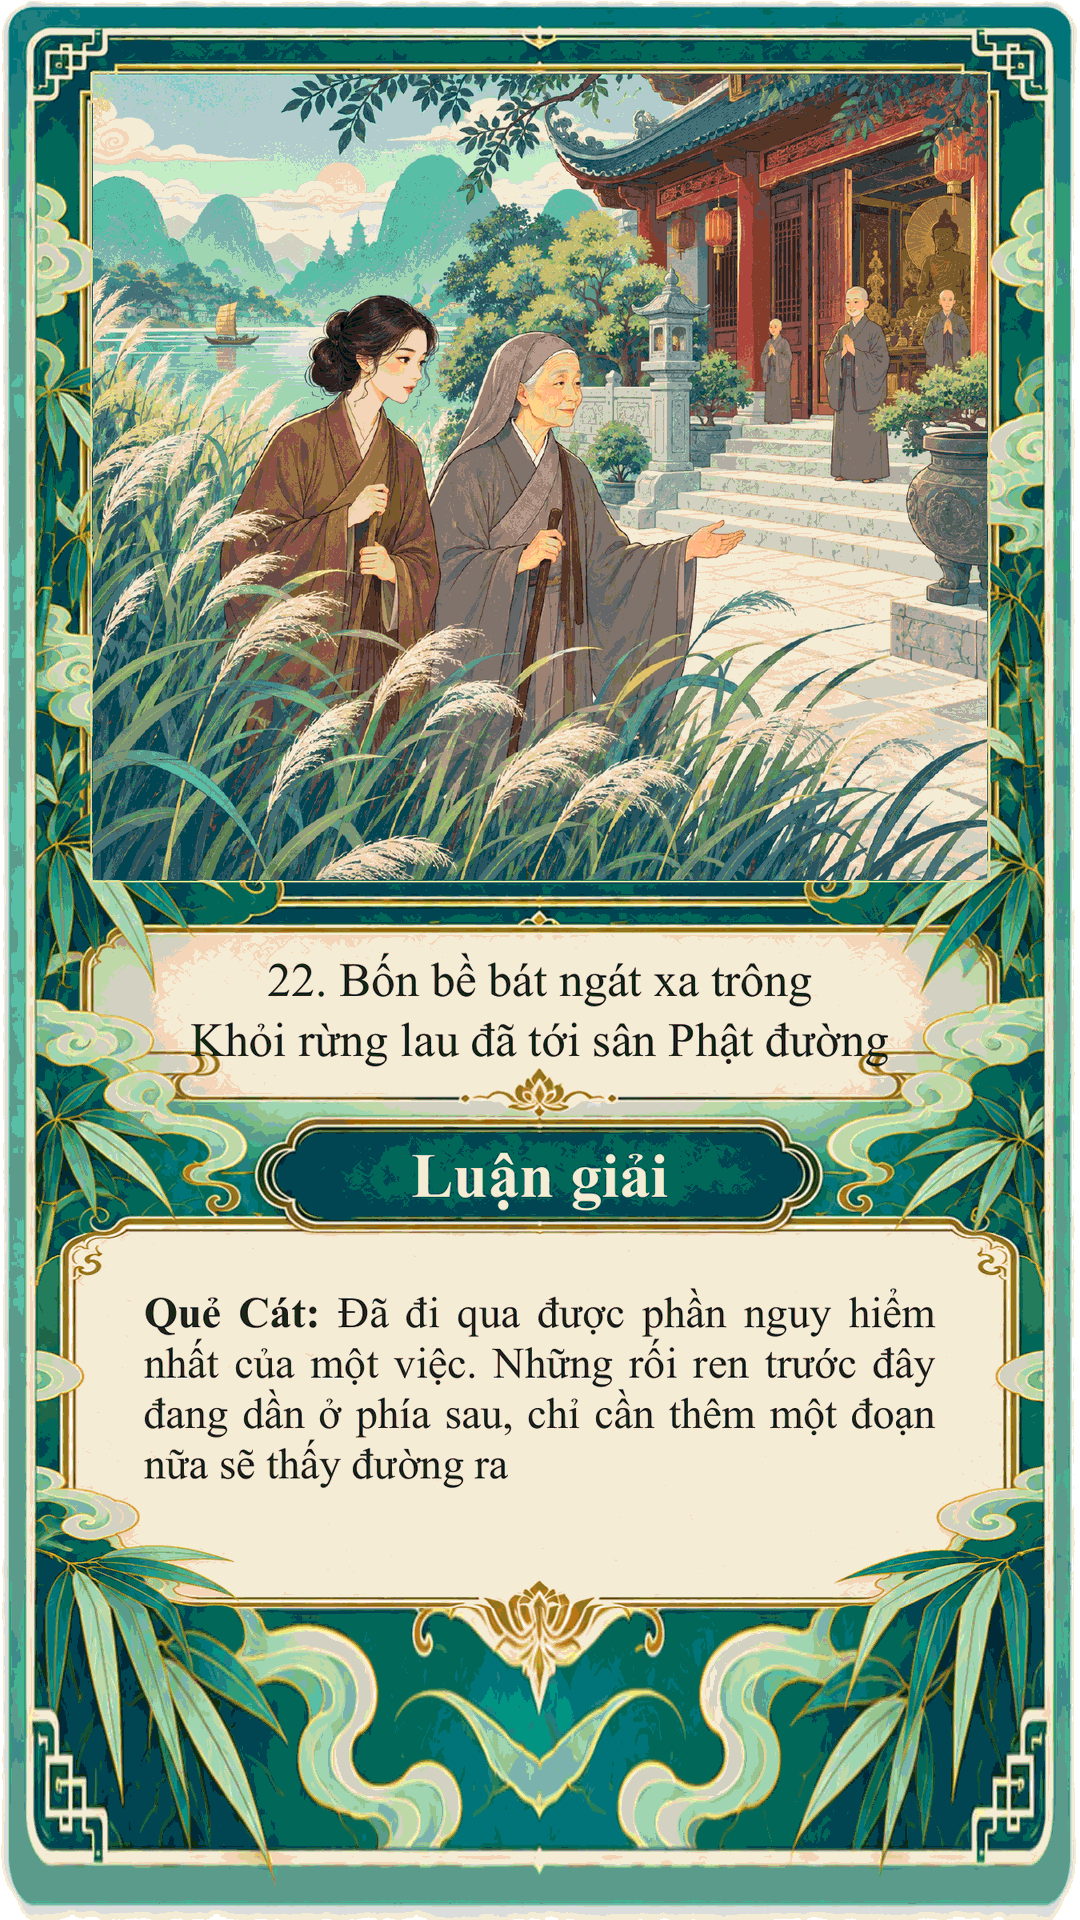 22. Bốn bề bát ngát xa trông
Khỏi rừng lau đã tới sân Phật đường
Luận giải
Quẻ Cát: Đã đi qua được phần nguy hiểm
nhất của một việc. Những rối ren trước đây
đang dần ở phía sau, chỉ cần thêm một đoạn
nữa sẽ thấy đường ra